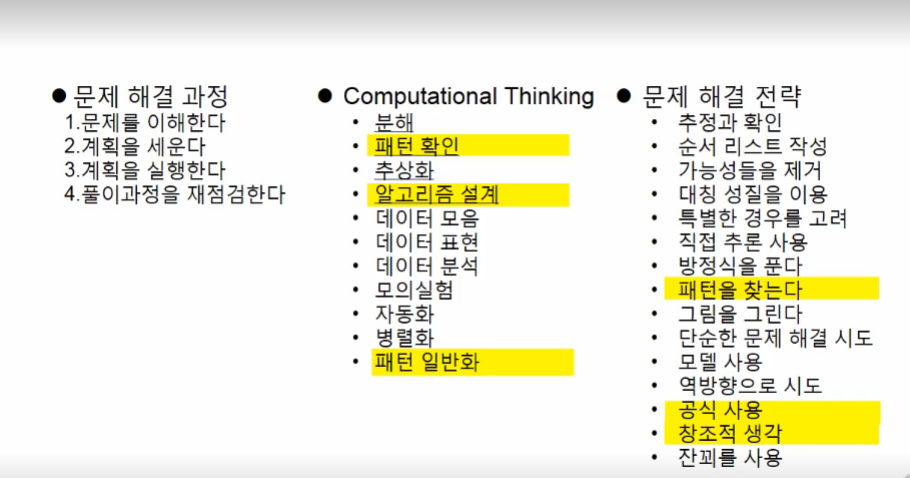 ● 문제 해결 과정
1.문제를 이해한다
2.계획을 세운다
3.계획을 실행한다
4.풀이과정을 재점검한다
● Computational Thinking
• 분해
• 패턴 확인
• 추상화
• 알고리즘 설계
• 데이터 모음
• 데이터 표현
• 데이터 분석
• 모의실험
• 자동화
• 병렬화
• 패턴 일반화
● 문제 해결 전략
• 추정과 확인
• 순서 리스트 작성
• 가능성들을 제거
• 대칭 성질을 이용
• 특별한 경우를 고려
• 직접 추론 사용
• 방정식을 푼다
• 패턴을 찾는다
• 그림을 그린다
• 단순한 문제 해결 시도
• 모델 사용
• 역방향으로 시도
• 공식 사용
• 창조적 생각
• 잔꾀를 사용